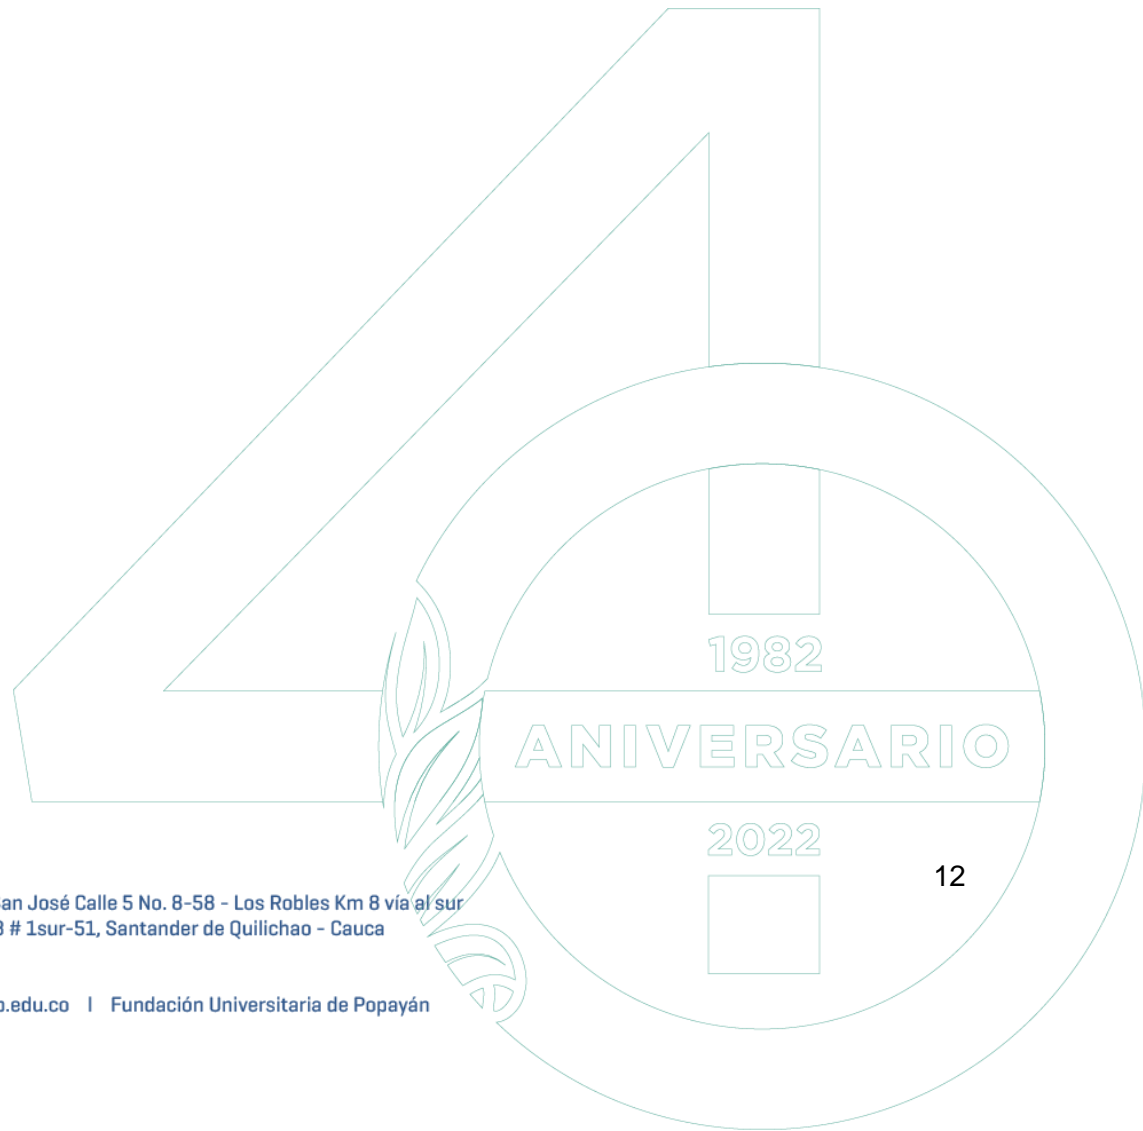 40
1982
ANIVERSARIO
2022
12
an José Calle 5 No. 8-58 - Los Robles Km 8 vía al sur
# 1sur-51, Santander de Quilichao - Cauca
.edu.co | Fundación Universitaria de Popayán